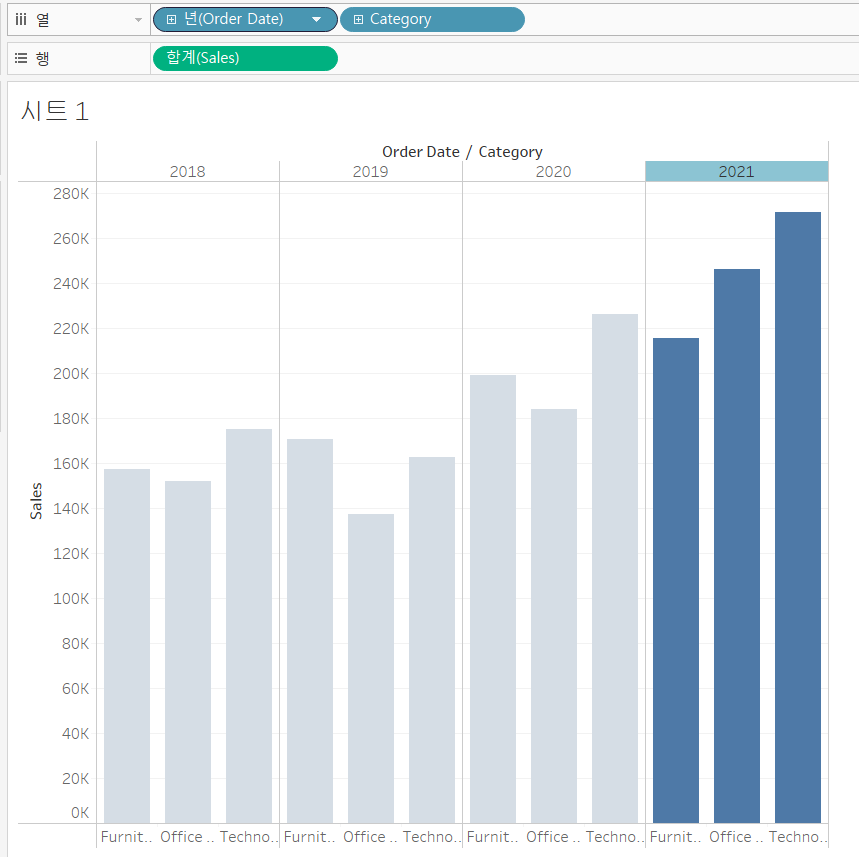 열 년(Order Date) Category
행 합계(Sales)
시트 1
Order Date / Category
2018 2019 2020 2021
280K
260K
240K
220K
200K
180K
160K
140K
120K
100K
80K
60K
40K
20K
0K
Sales
Furnit.. Office .. Techno.. Furnit.. Office .. Techno.. Furnit.. Office .. Techno.. Furnit.. Office .. Techno..